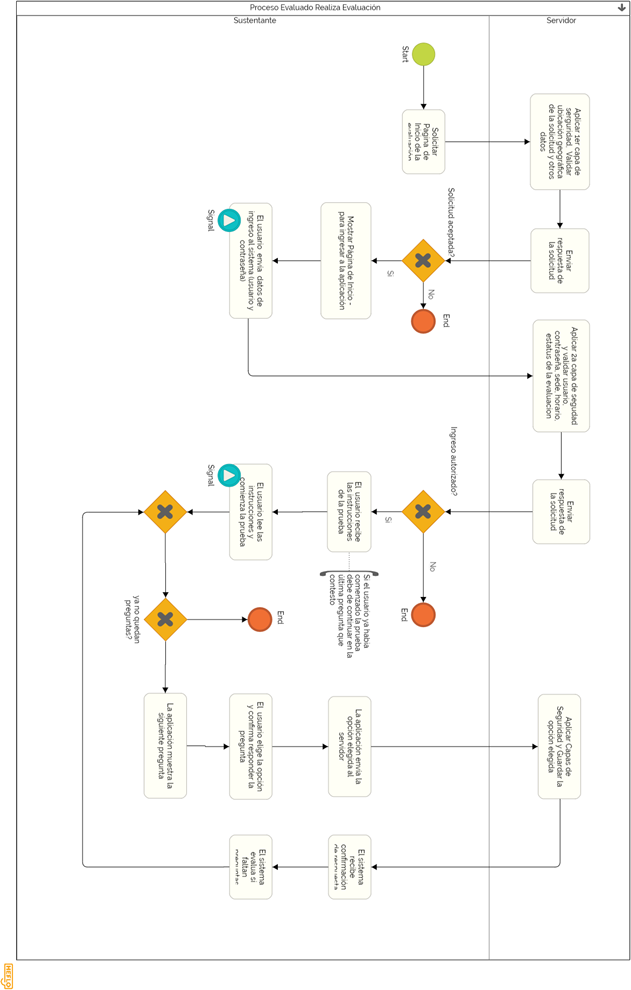 Proceso Evaluado Realiza Evaluación
Sustentante
Servidor
Start
Solicitar
Pagina de
Inicio de la
Aplicar 1er capa de
serguridad. Validar
ubicación geográfica
de la solicitud y otros
datos
Enviar
respuesta de
la solicitud
Solicitud aceptada?
No
End
Si
Mostrar Página de Inicio -
para ingresar a la aplicación
El usuario envía datos de
ingreso al sistema (usuario y
contraseña)
Signal
Aplicar 2a capa de segudad
y validar usuario,
contraseña, sede, horario,
estatus de la evaluacion
Enviar
respuesta de
la solicitud
Ingreso autorizado?
No
End
Si
El usuario recibe
las instrucciones
de la prueba
Si el usuario ya había
comenzado la prueba
debe de continuar en la
última pregunta que
contesto
El usuario lee las
instrucciones y
comienza la prueba
Signal
ya no quedan
preguntas?
End
La aplicación muestra la
siguiente pregunta
El usuario elige la opción
y confirma responder la
pregunta
La aplicación envía la
opción elegida al
servidor
Aplicar Capas de
Seguridad y Guardar la
opción elegida
El sistema
recibe
confirmación
El sistema
evalua si
faltan
HEFLO